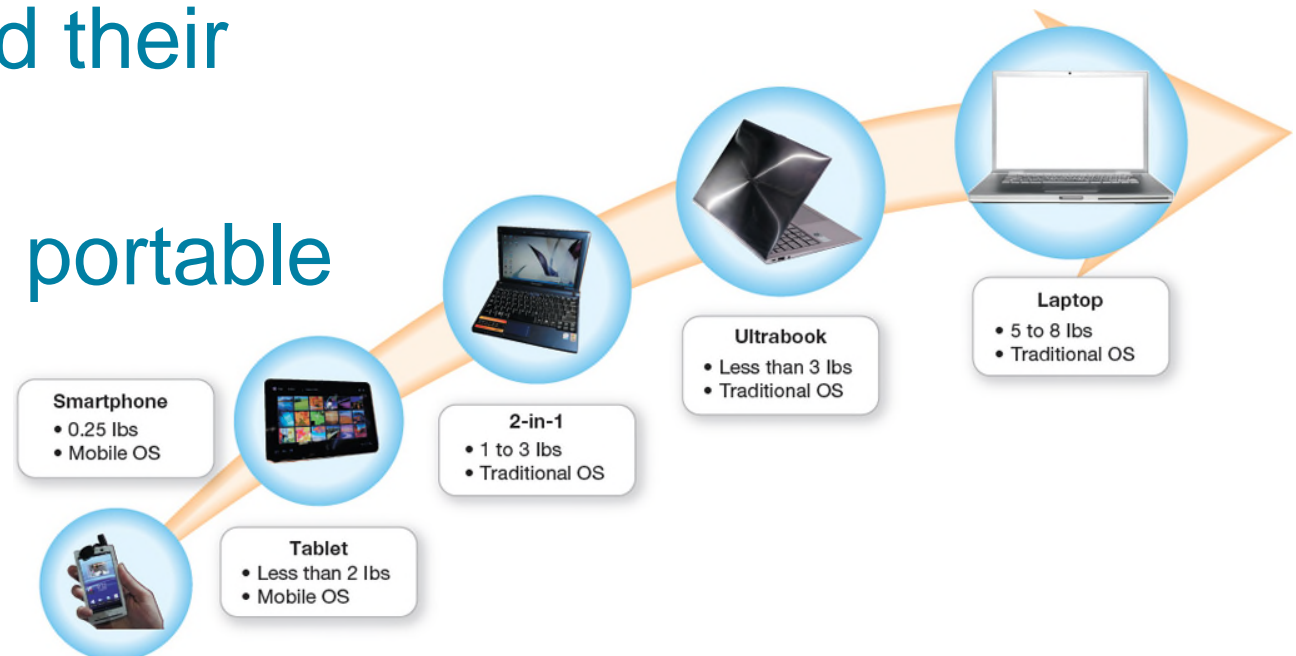 d their
portable
Smartphone
• 0.25 lbs
• Mobile OS
Tablet
• Less than 2 lbs
• Mobile OS
2-in-1
• 1 to 3 lbs
• Traditional OS
Ultrabook
• Less than 3 lbs
• Traditional OS
Laptop
• 5 to 8 lbs
• Traditional OS